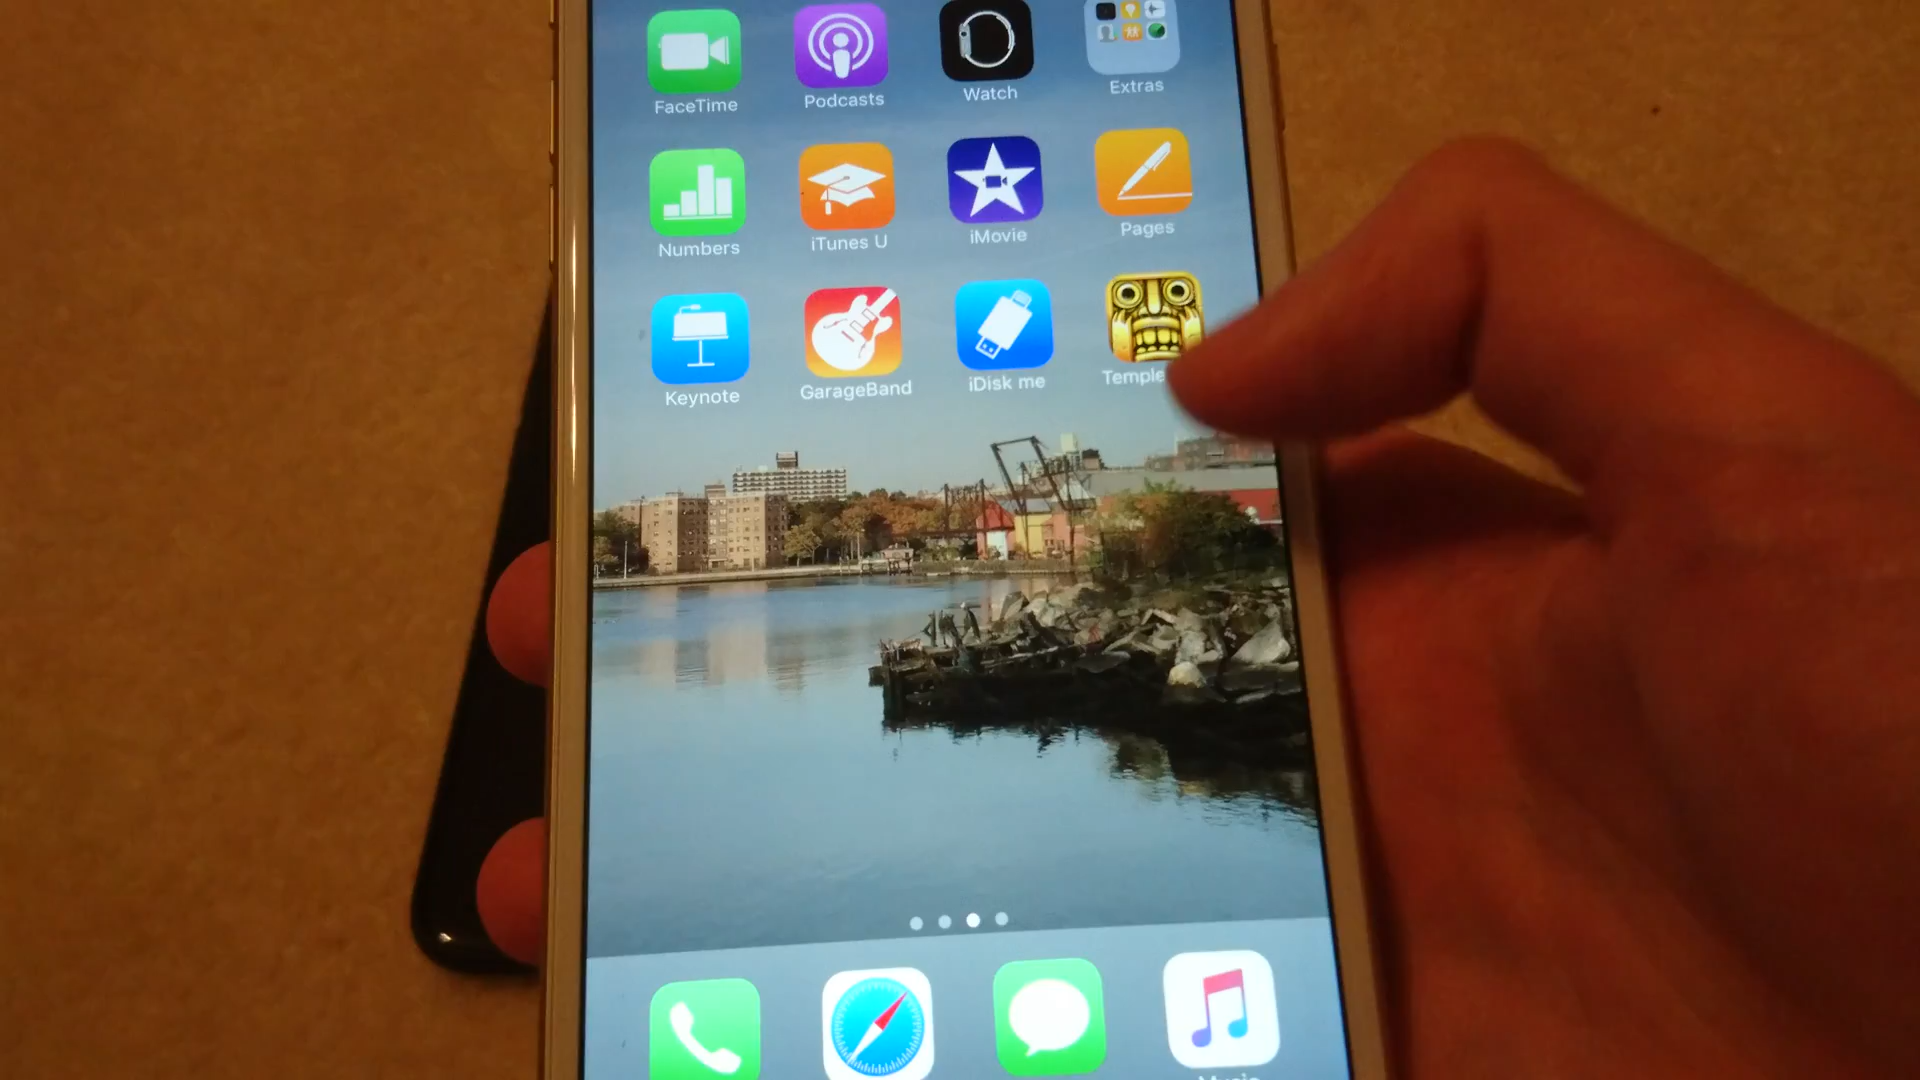 FaceTime
Podcasts
Watch
Extras
Numbers
iTunes U
iMovie
Pages
Keynote
GarageBand
iDisk me
Temple